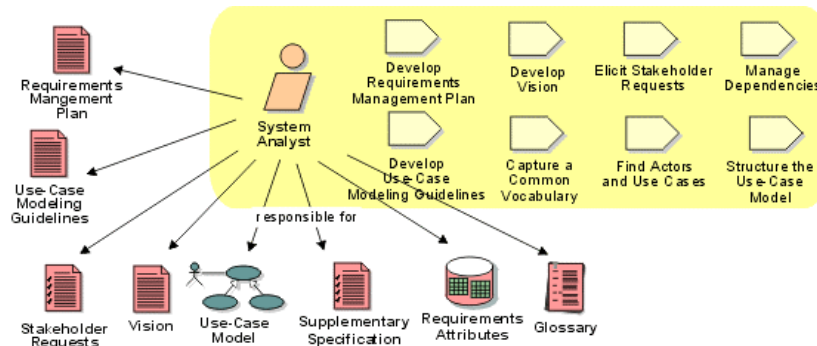 Requirements
Mangement
Plan
System
Analyst
Develop
Requirements
Management Plan
Develop
Vision
Elicit Stakeholder
Requests
Manage
Dependencies
Use-Case
Modeling
Guidelines
Develop
Use-Case
Modeling Guidelines
Capture a
Common
Vocabulary
Find Actors
and Use Cases
Structure the
Use-Case
Model
responsible for
Stakeholder
Requests
Vision
Use-Case
Model
Supplementary
Specification
Requirements
Attributes
Glossary